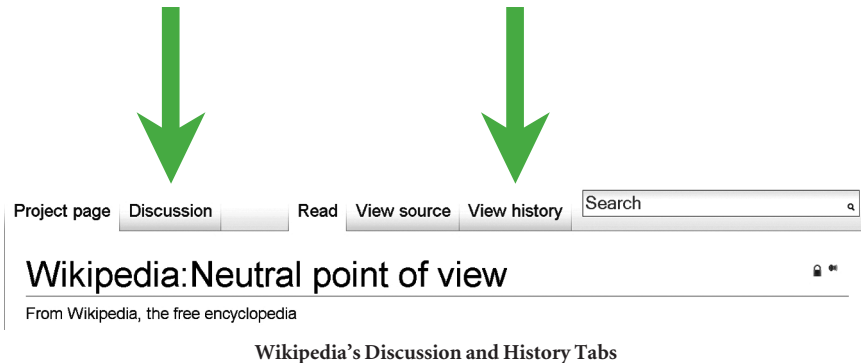 Project page Discussion Read View source View history Search
Wikipedia:Neutral point of view
From Wikipedia, the free encyclopedia
Wikipedia’s Discussion and History Tabs